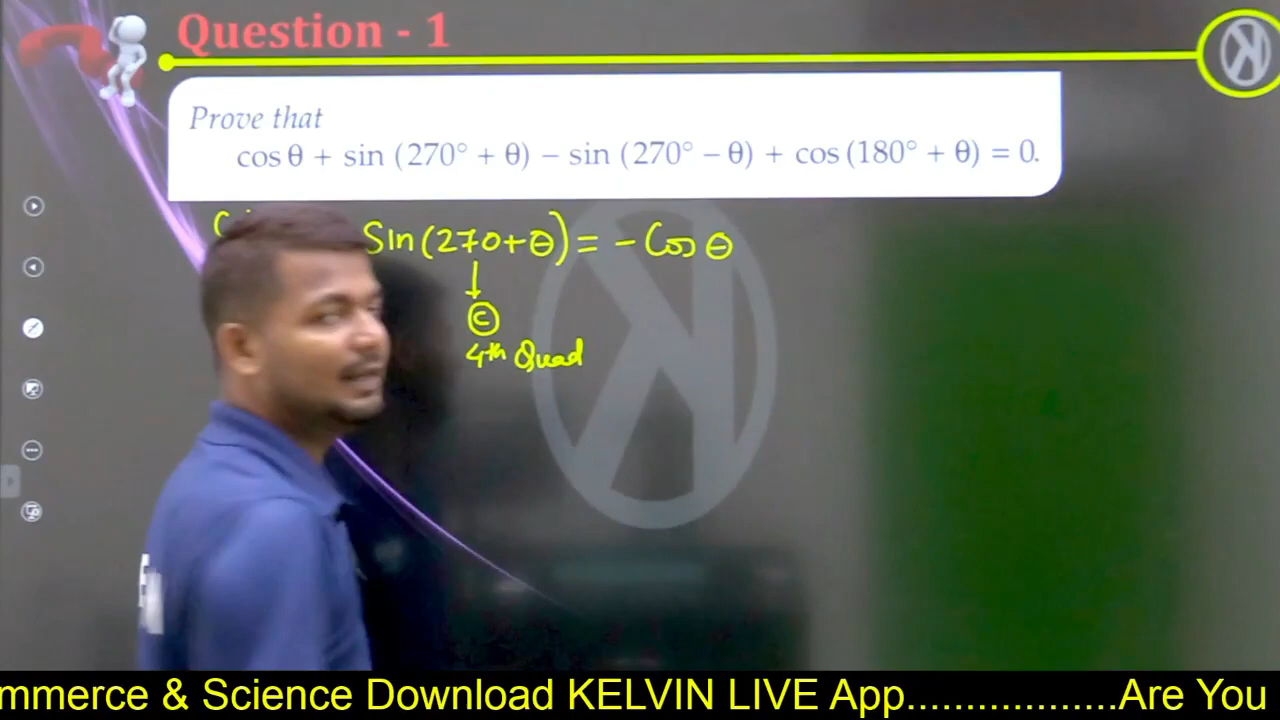 Question - 1
Prove that
cos θ + sin (270° + θ) − sin (270° − θ) + cos (180° + θ) = 0.
Sin(270+θ) = - Cos θ
C
4th Quad
mmerce & Science Download KELVIN LIVE App..................Are You